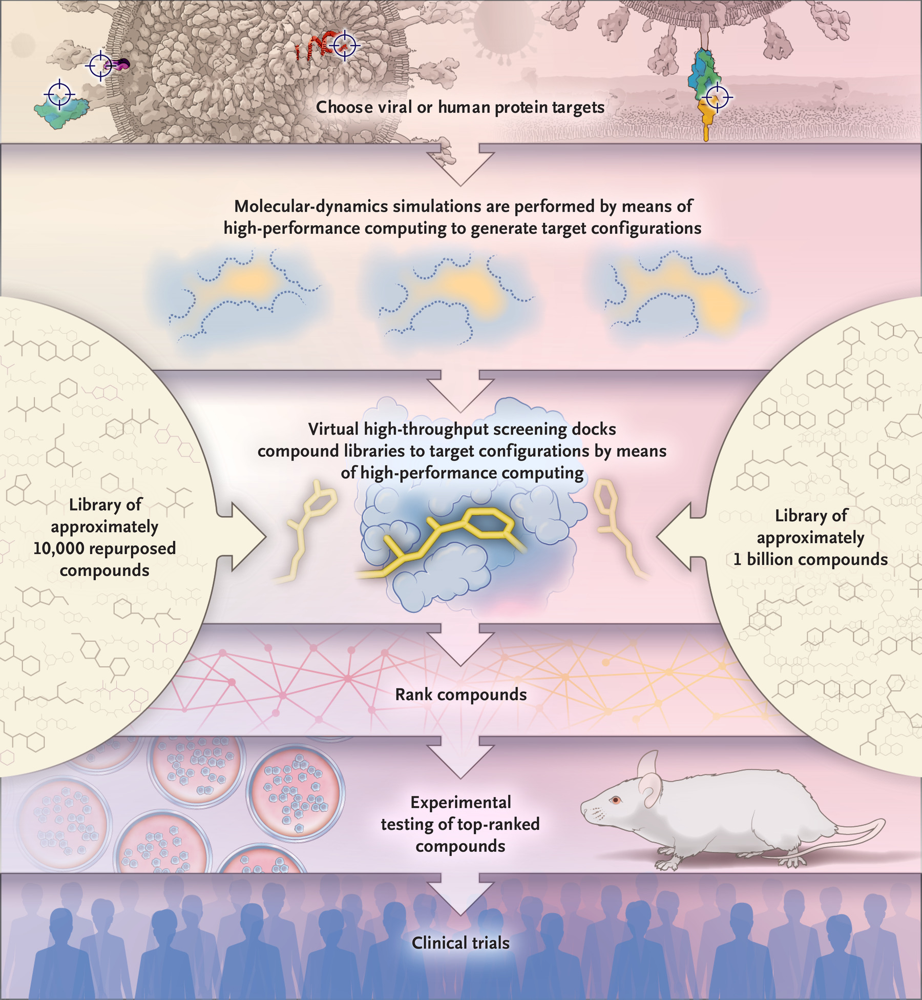 Choose viral or human protein targets
Molecular-dynamics simulations are performed by means of
high-performance computing to generate target configurations
Virtual high-throughput screening docks
compound libraries to target configurations by means
of high-performance computing
Library of
approximately
10,000 repurposed
compounds
Library of
approximately
1 billion compounds
Rank compounds
Experimental
testing of top-ranked
compounds
Clinical trials